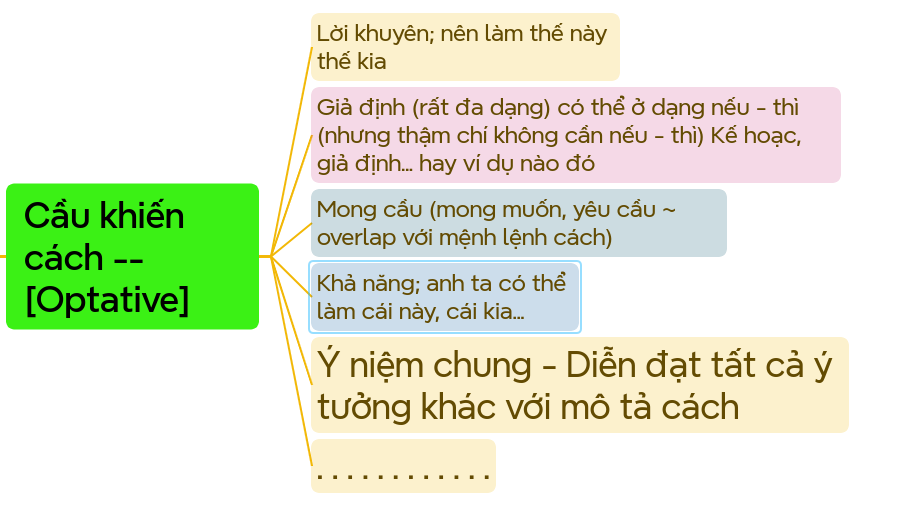 Cầu khiến
cách --
[Optative]
Lời khuyên; nên làm thế này
thế kia
Giả định (rất đa dạng) có thể ở dạng nếu - thì
(nhưng thậm chí không cần nếu - thì) Kế hoạc,
giả định... hay ví dụ nào đó
Mong cầu (mong muốn, yêu cầu ~
overlap với mệnh lệnh cách)
Khả năng; anh ta có thể
làm cái này, cái kia...
Ý niệm chung - Diễn đạt tất cả ý
tưởng khác với mô tả cách
. . . . . . . . . . . .